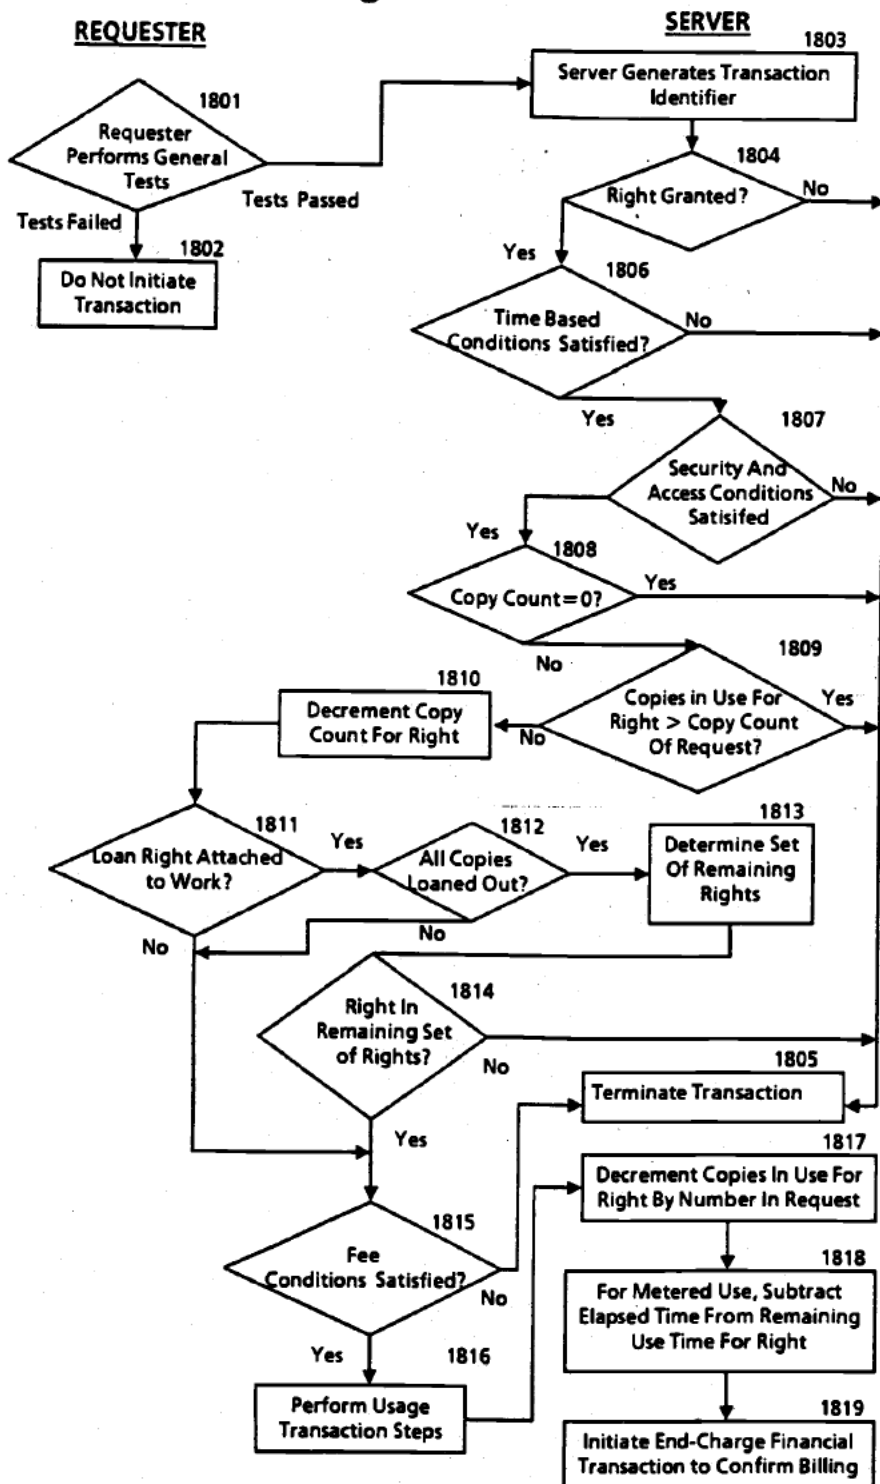 REQUESTER
SERVER
1803
Server Generates Transaction
Identifier
1801
Requester
Performs General
Tests
Tests Passed
Tests Failed
1804
Right Granted?
No
Yes
1802
Do Not Initiate
Transaction
1806
Time Based
Conditions Satisfied?
No
Yes
1807
Security And
Access Conditions
Satisifed
No
Yes
1808
Copy Count=0?
Yes
No
1809
Copies in Use For
Right > Copy Count
Of Request?
Yes
No
1810
Decrement Copy
Count For Right
1811
Loan Right Attached
to Work?
Yes
No
1812
All Copies
Loaned Out?
Yes
No
1813
Determine Set
Of Remaining
Rights
1814
Right In
Remaining Set
of Rights?
No
Yes
1805
Terminate Transaction
1817
Decrement Copies In Use For
Right By Number In Request
1815
Fee
Conditions Satisfied?
No
Yes
1818
For Metered Use, Subtract
Elapsed Time From Remaining
Use Time For Right
1816
Perform Usage
Transaction Steps
1819
Initiate End-Charge Financial
Transaction to Confirm Billing